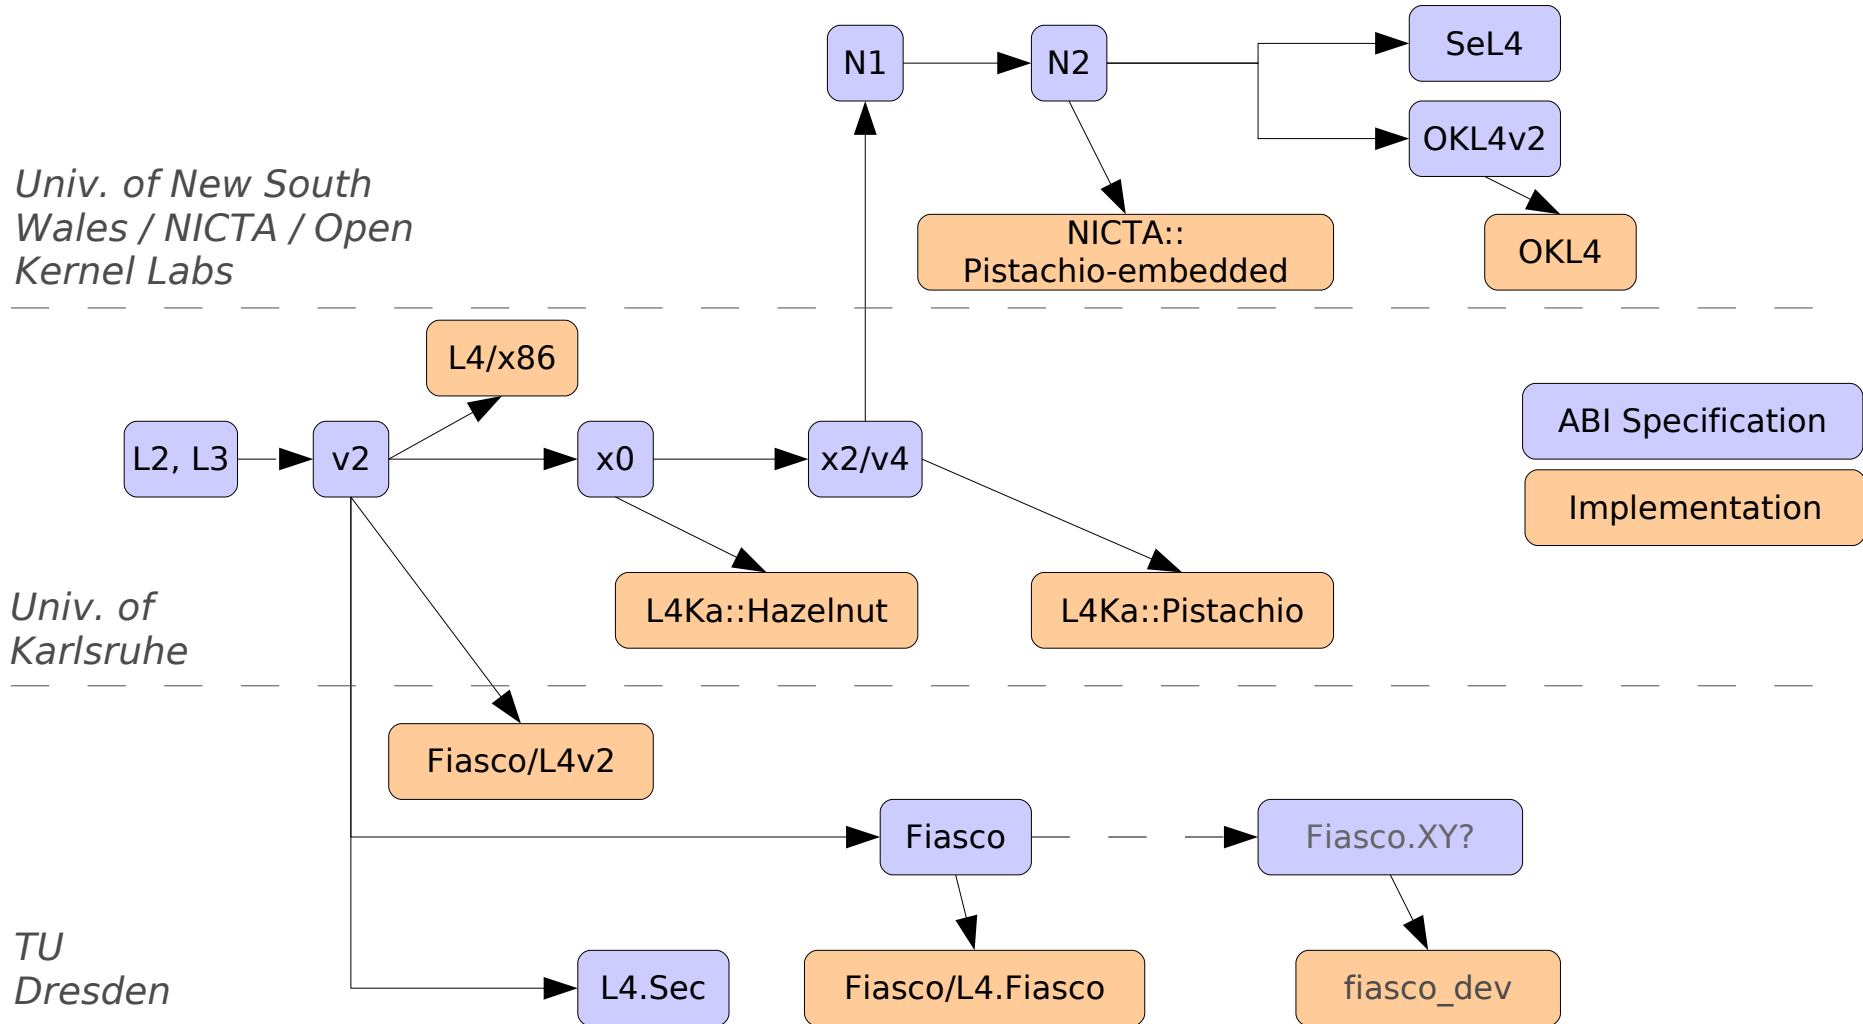 SeL4
N1
N2
OKL4v2
Univ. of New South
Wales / NICTA / Open
Kernel Labs
NICTA::
Pistachio-embedded
OKL4
L4/x86
ABI Specification
L2, L3
v2
x0
x2/v4
Implementation
Univ. of
Karlsruhe
L4Ka::Hazelnut
L4Ka::Pistachio
Fiasco/L4v2
Fiasco
Fiasco.XY?
TU
Dresden
L4.Sec
Fiasco/L4.Fiasco
fiasco_dev